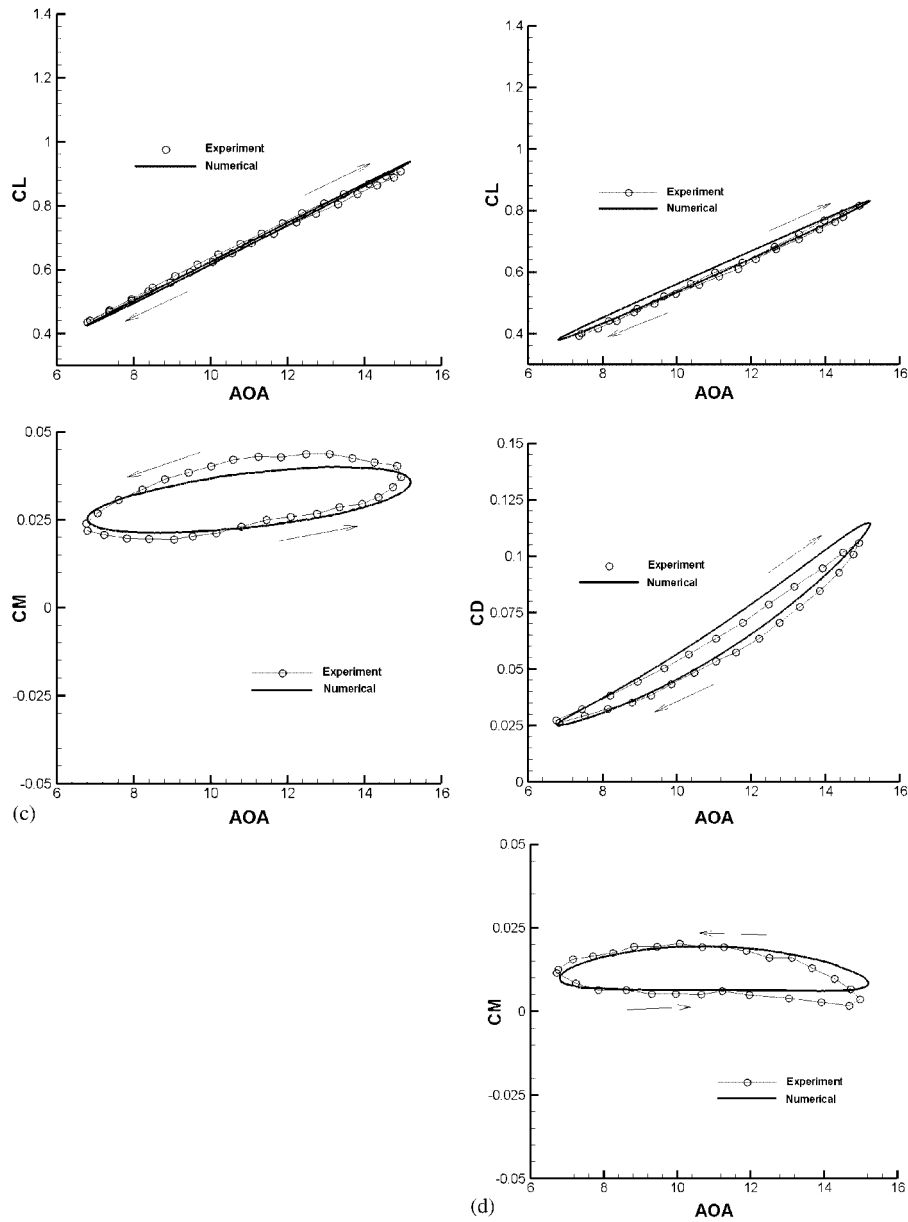 1.4
1.2
1
0.8
0.6
0.4
CL
Experiment
Numerical
6 8 10 12 14 16
AOA
0.05
0.025
0
-0.025
-0.05
CM
Experiment
Numerical
6 8 10 12 14 16
AOA
(c)
1.4
1.2
1
0.8
0.6
0.4
CL
Experiment
Numerical
6 8 10 12 14 16
AOA
0.15
0.125
0.1
0.075
0.05
0.025
0
CD
Experiment
Numerical
6 8 10 12 14 16
AOA
0.05
0.025
0
-0.025
-0.05
CM
Experiment
Numerical
6 8 10 12 14 16
AOA
(d)